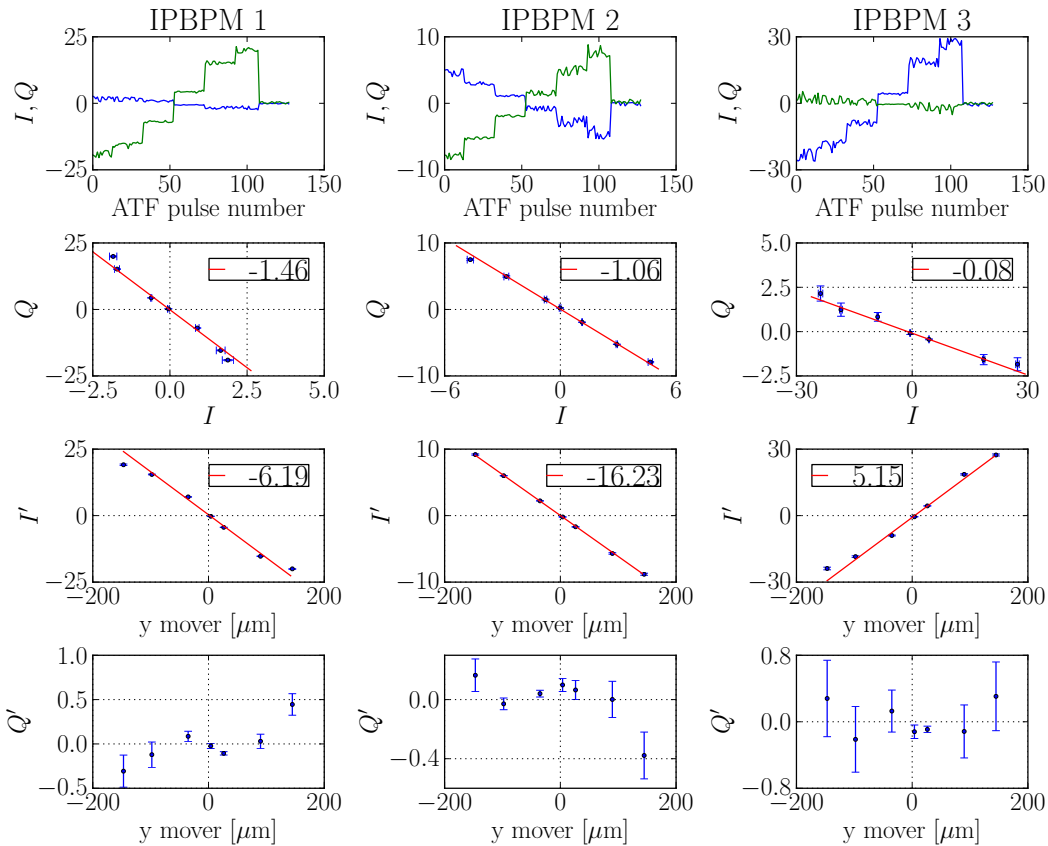 IPBPM 1 IPBPM 2 IPBPM 3
25 10 30
I, Q 0 I, Q 0 I, Q 0
−25 −10 −30
0 50 100 150 0 50 100 150 0 50 100 150
ATF pulse number ATF pulse number ATF pulse number
25 10 5.0
-1.46 -1.06 -0.08
2.5
Q 0 Q 0 Q 0.0
−25 −10 −2.5
−2.5 0.0 2.5 5.0 −6 0 6 −30 0 30
I I I
25 10 30
-6.19 -16.23 5.15
I′ 0 I′ 0 I′ 0
−25 −10 −30
−200 0 200 −200 0 200 −200 0 200
y mover [μm] y mover [μm] y mover [μm]
1.0 0.8
0.5 0.0
Q′ Q′ Q′ 0.0
0.0 −0.4
−0.5 −0.8
−200 0 200 −200 0 200 −200 0 200
y mover [μm] y mover [μm] y mover [μm]